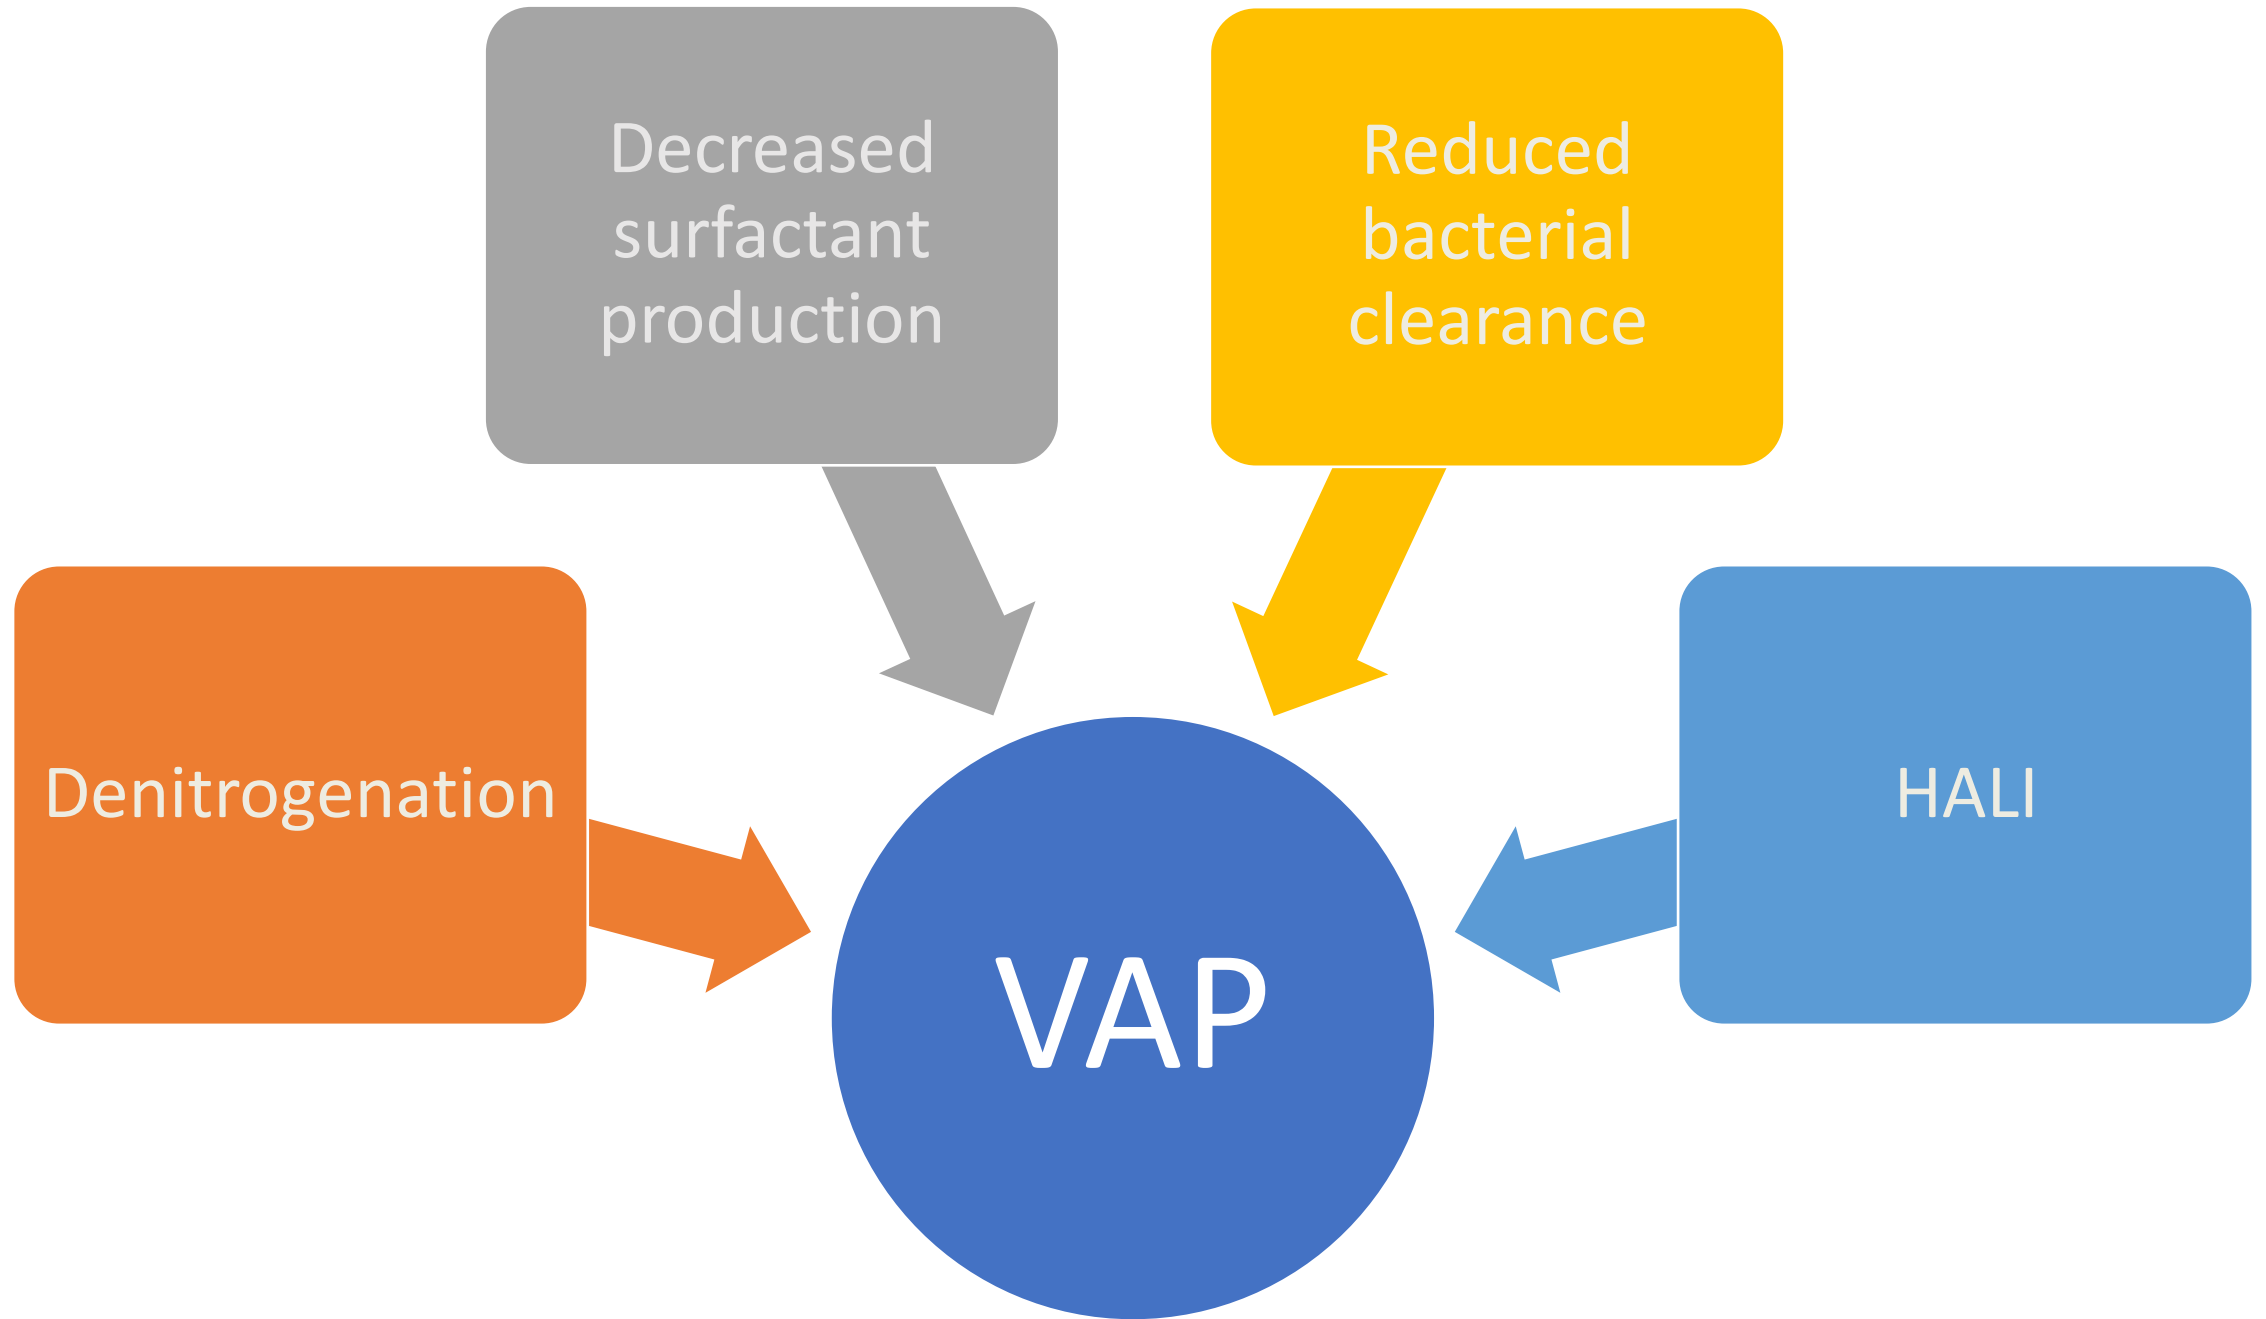 Decreased
surfactant
production
Reduced
bacterial
clearance
Denitrogenation
HALI
VAP